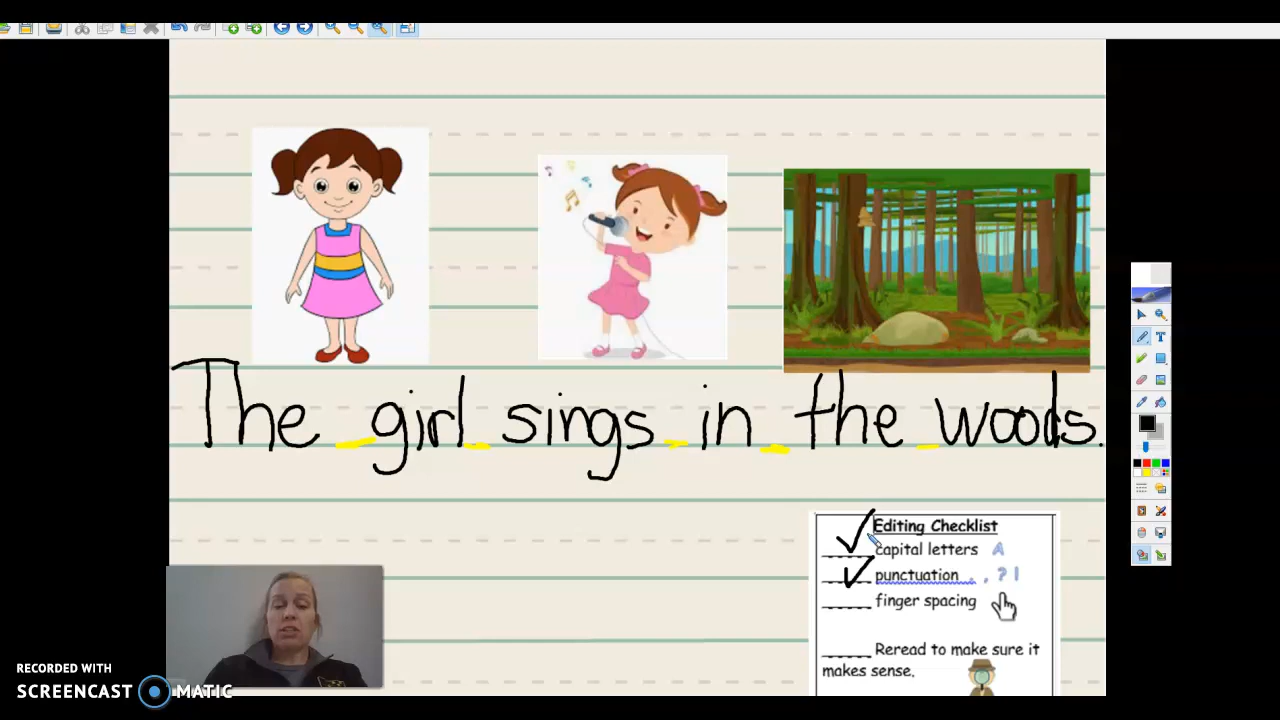 The girl sings in the woods.
Editing Checklist
capital letters A
punctuation . , ? !
finger spacing
Reread to make sure it
makes sense.
RECORDED WITH
SCREENCAST MATIC